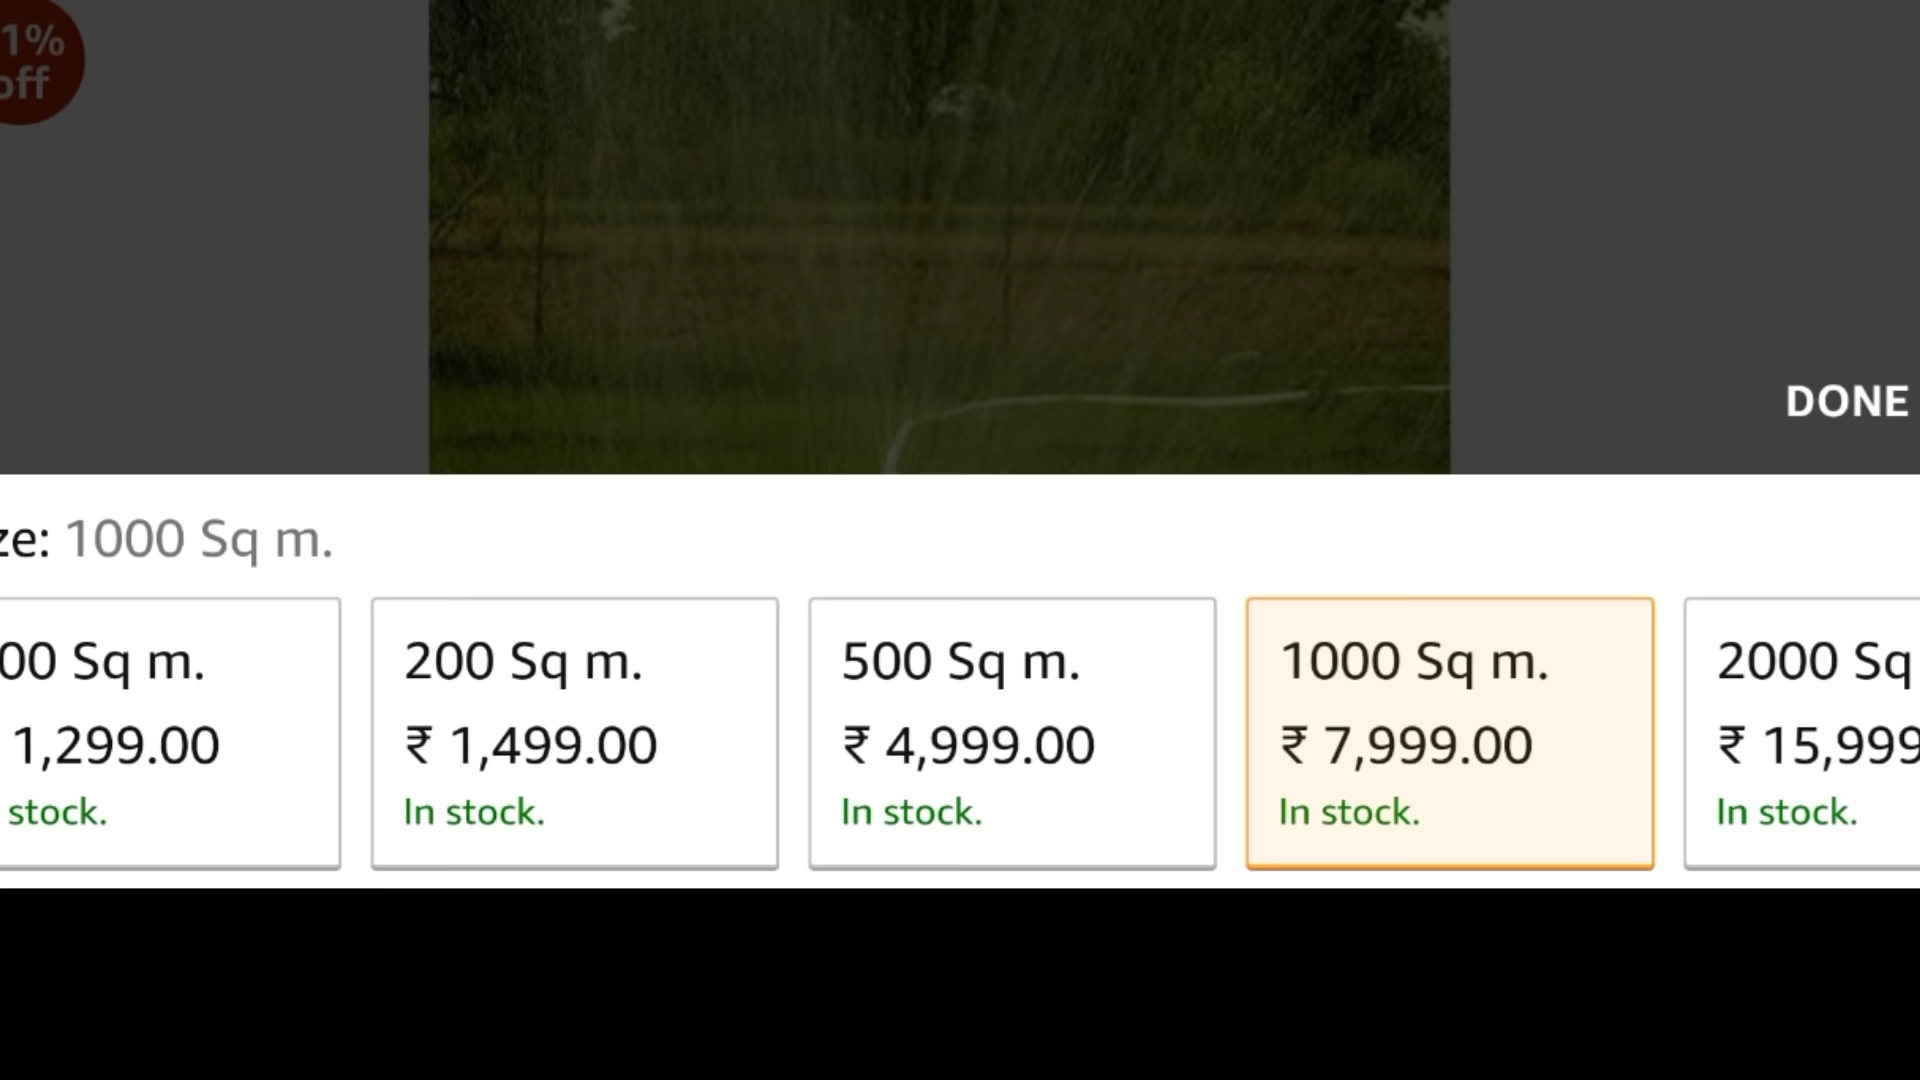 1%
off
DONE
ze: 1000 Sq m.
00 Sq m.
1,299.00
stock.
200 Sq m.
₹ 1,499.00
In stock.
500 Sq m.
₹ 4,999.00
In stock.
1000 Sq m.
₹ 7,999.00
In stock.
2000 Sq
₹ 15,999
In stock.